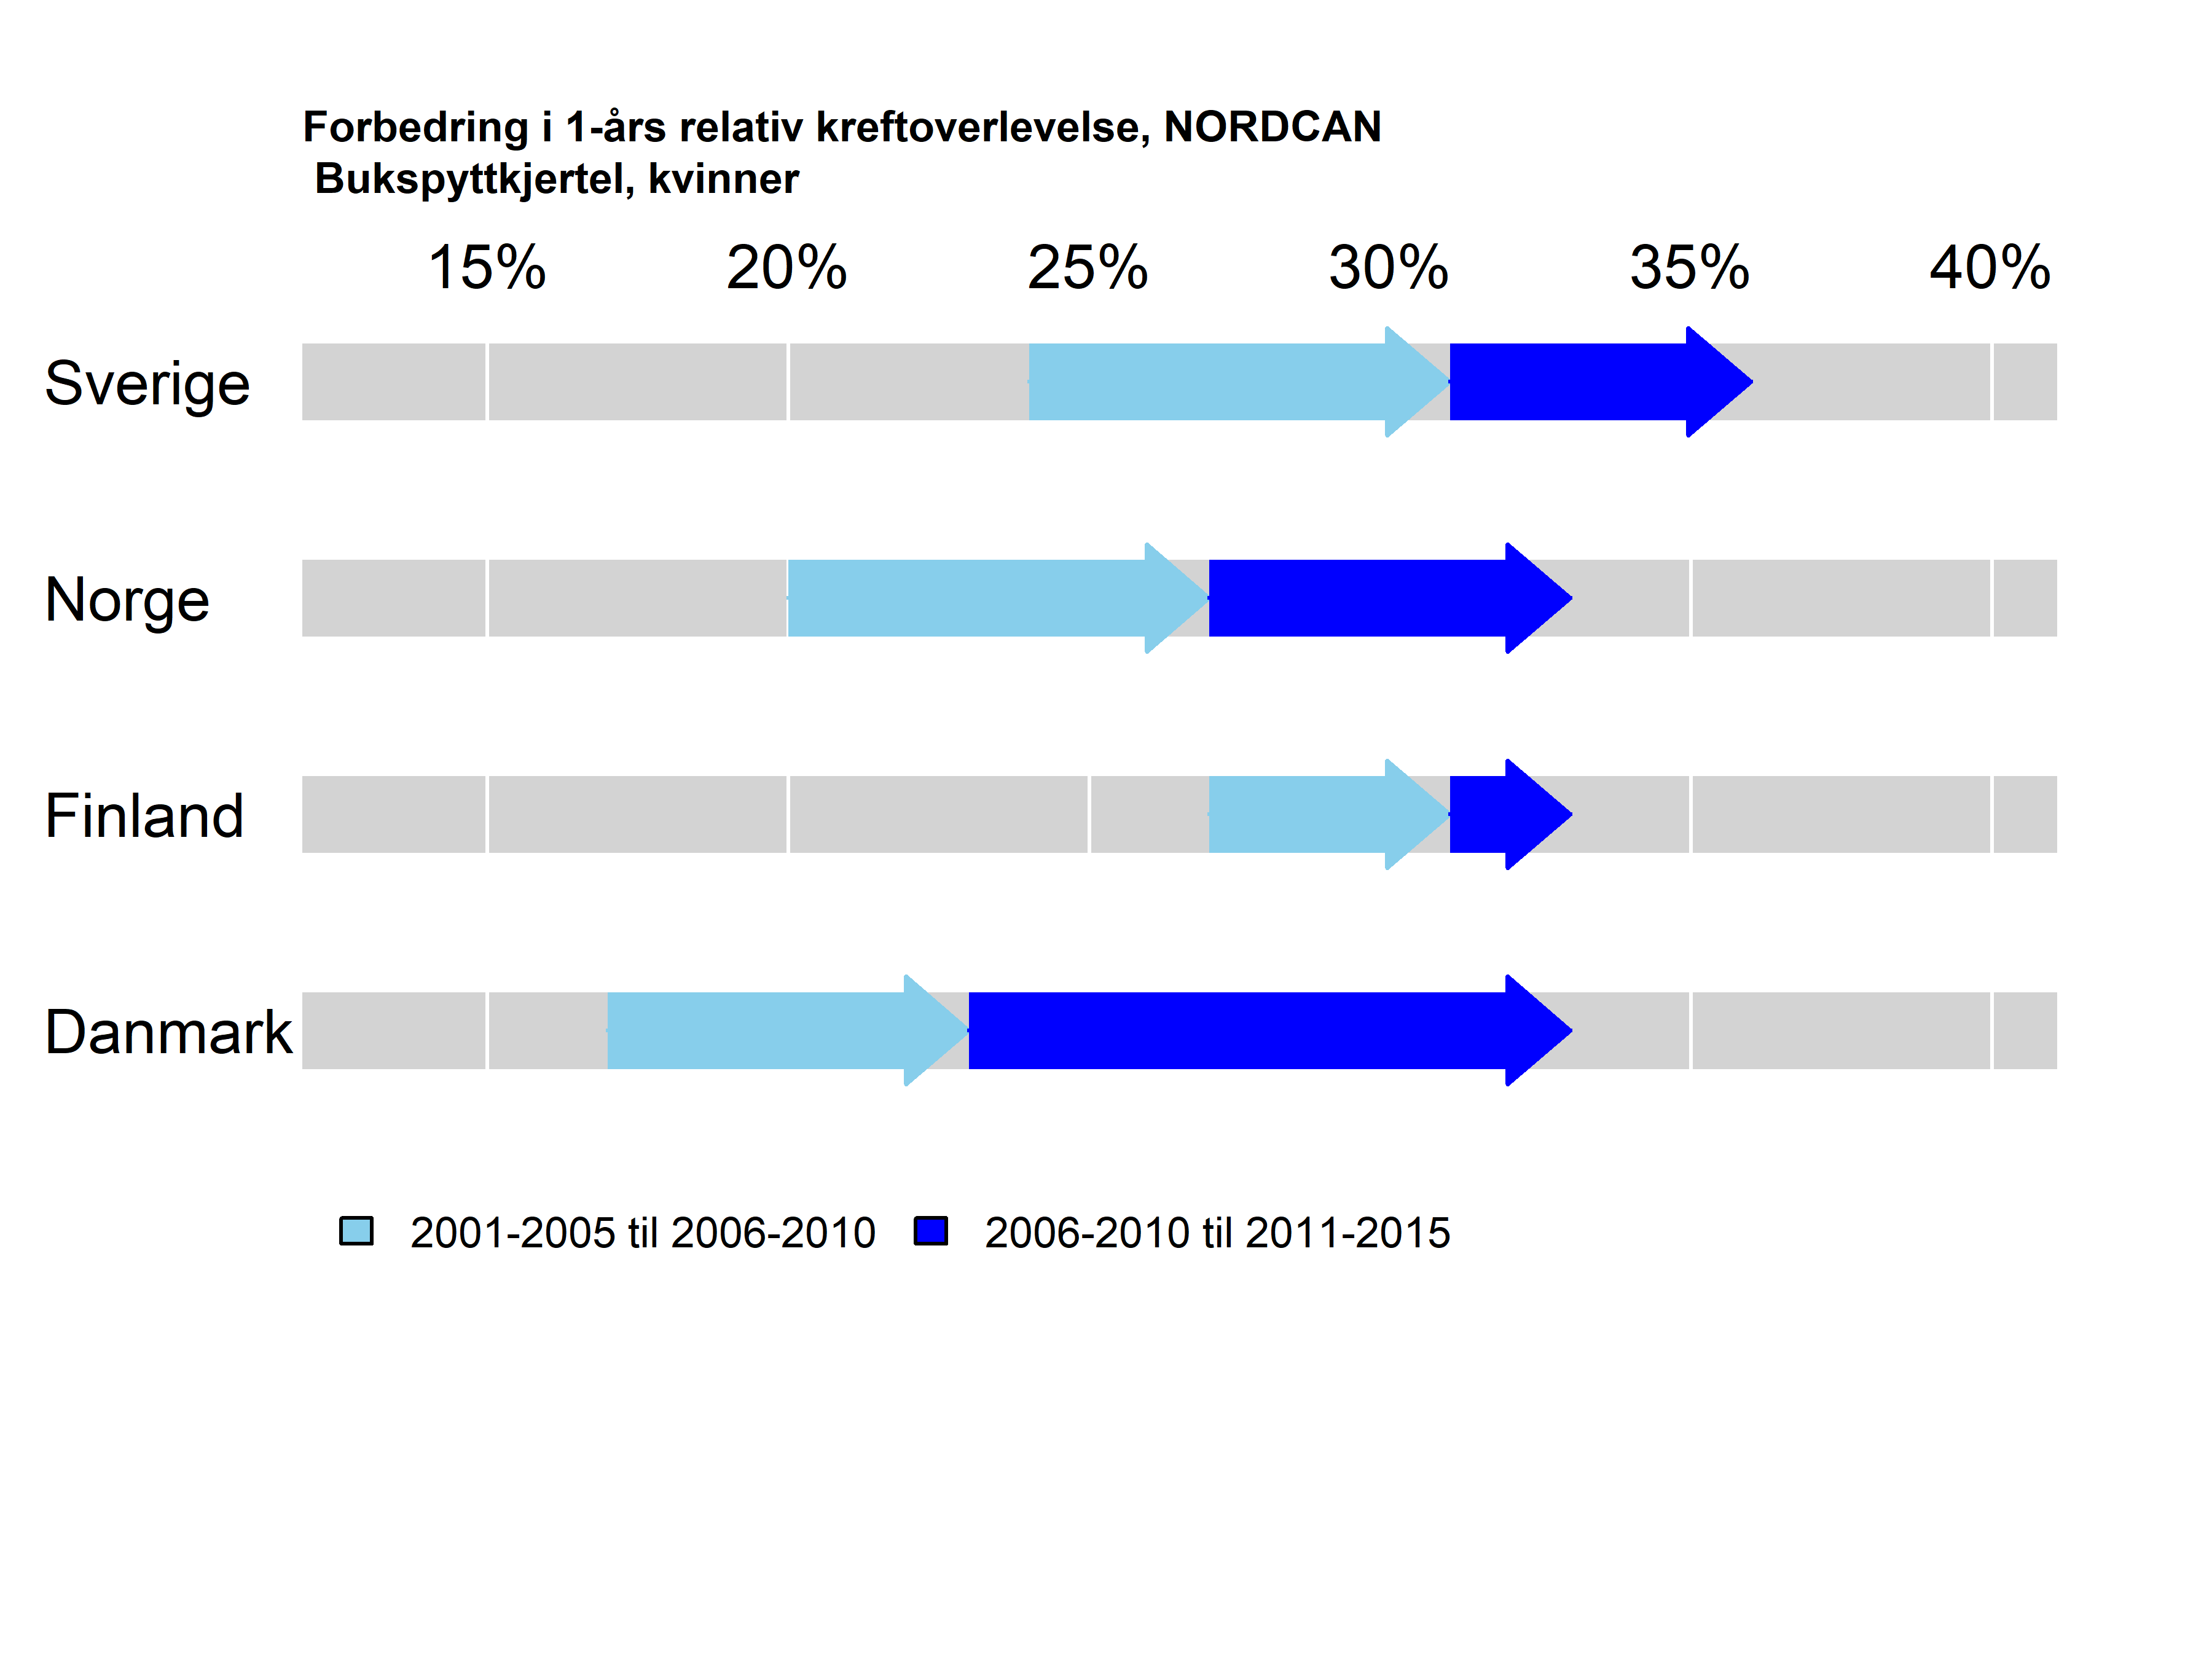 Forbedring i 1-års relativ kreftoverlevelse, NORDCAN
Bukspyttkjertel, kvinner
15% 20% 25% 30% 35% 40%
Sverige
Norge
Finland
Danmark
2001-2005 til 2006-2010 2006-2010 til 2011-2015